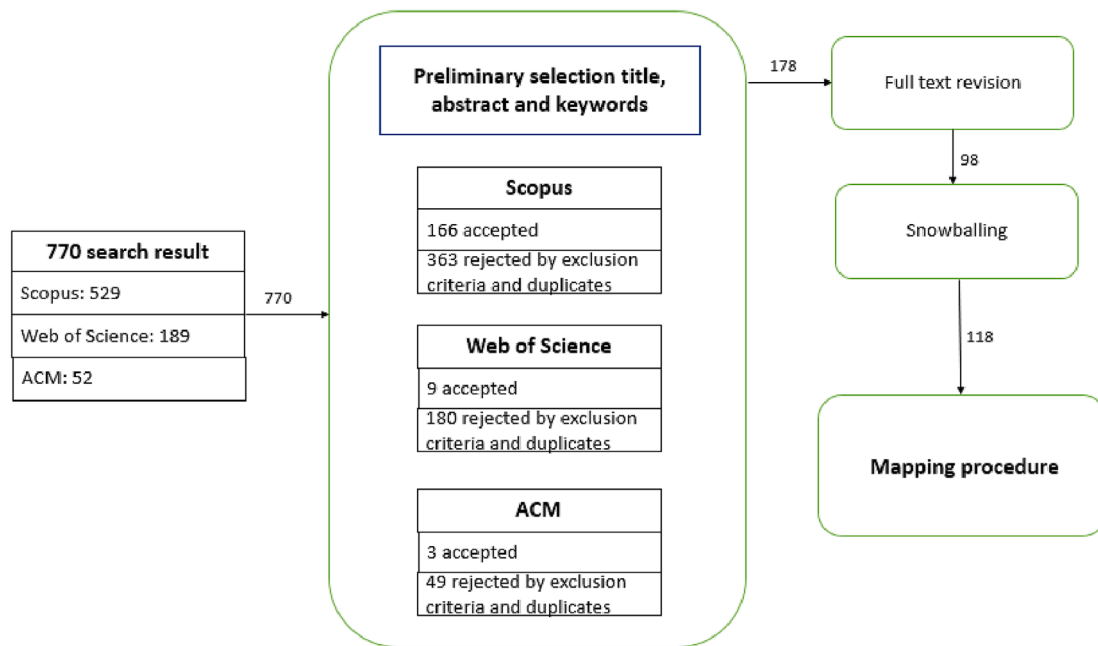 770 search result
Scopus: 529
Web of Science: 189
ACM: 52
770
Preliminary selection title,
abstract and keywords
Scopus
166 accepted
363 rejected by exclusion
criteria and duplicates
Web of Science
9 accepted
180 rejected by exclusion
criteria and duplicates
ACM
3 accepted
49 rejected by exclusion
criteria and duplicates
178
Full text revision
98
Snowballing
118
Mapping procedure